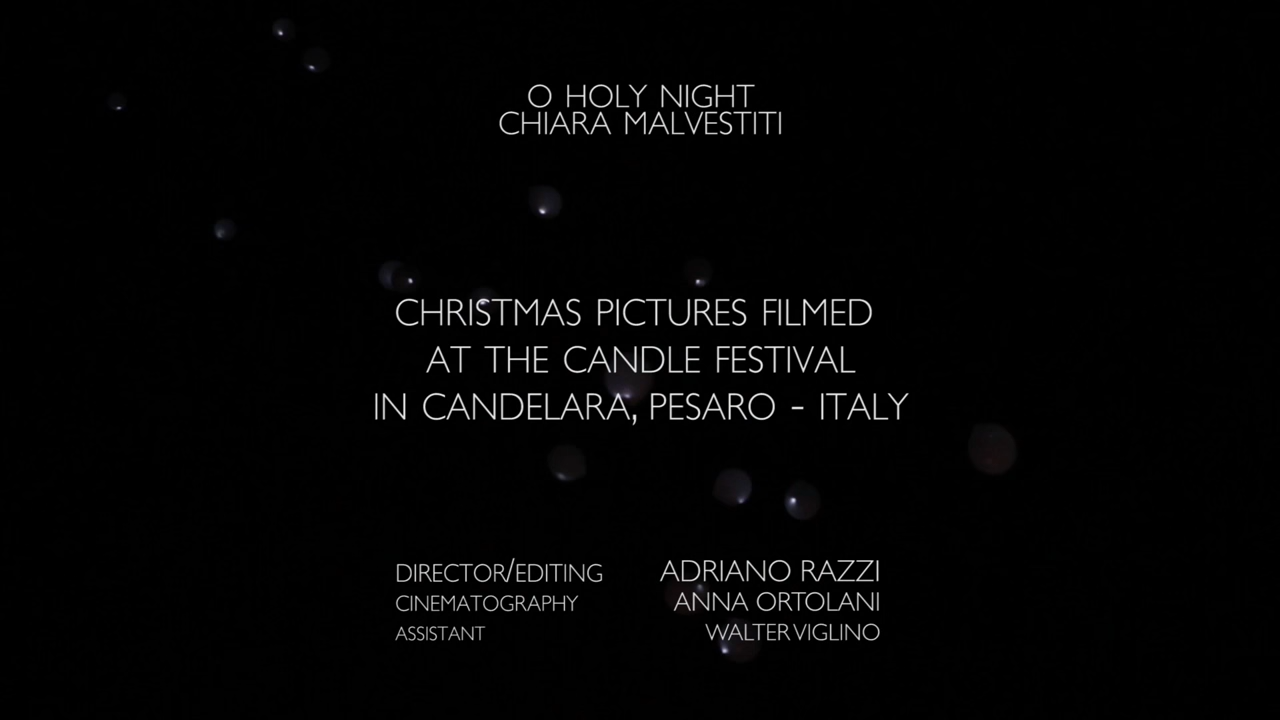 O HOLY NIGHT
CHIARA MALVESTITI
CHRISTMAS PICTURES FILMED
AT THE CANDLE FESTIVAL
IN CANDELARA, PESARO - ITALY
DIRECTOR/EDITING ADRIANO RAZZI
CINEMATOGRAPHY ANNA ORTOLANI
ASSISTANT WALTER VIGLINO